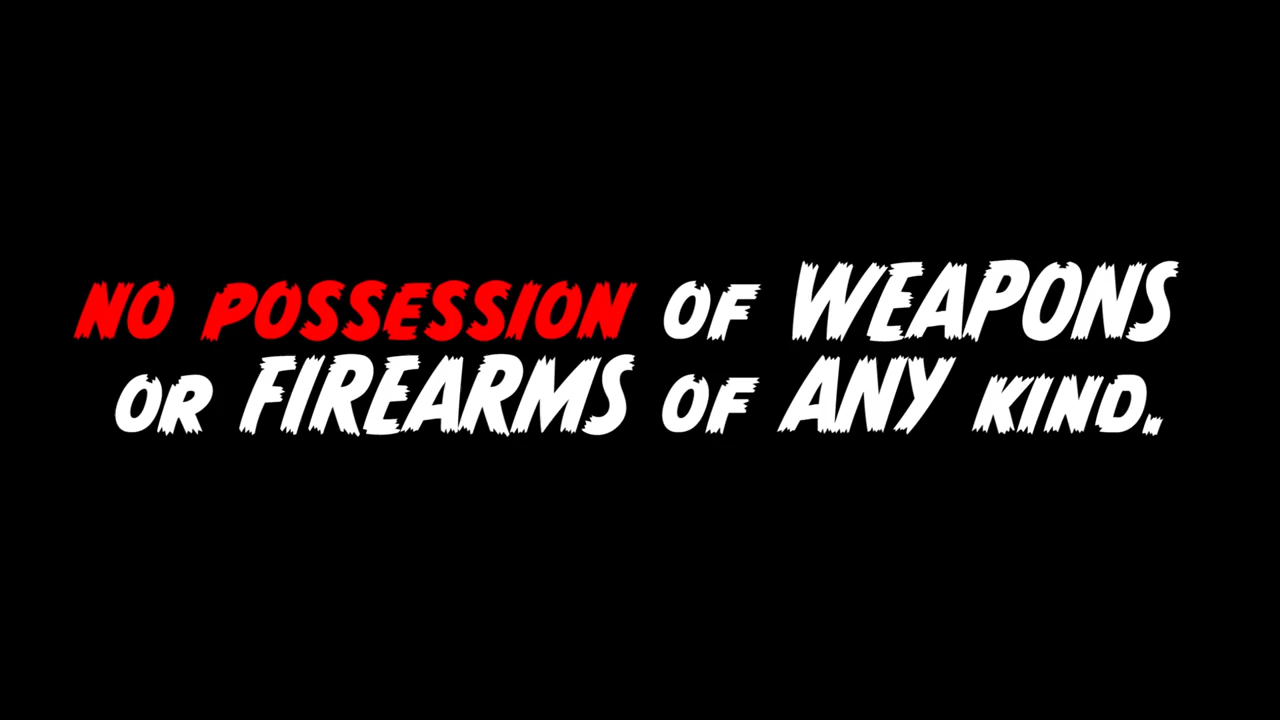 NO POSSESSION OF WEAPONS
OR FIREARMS OF ANY KIND.